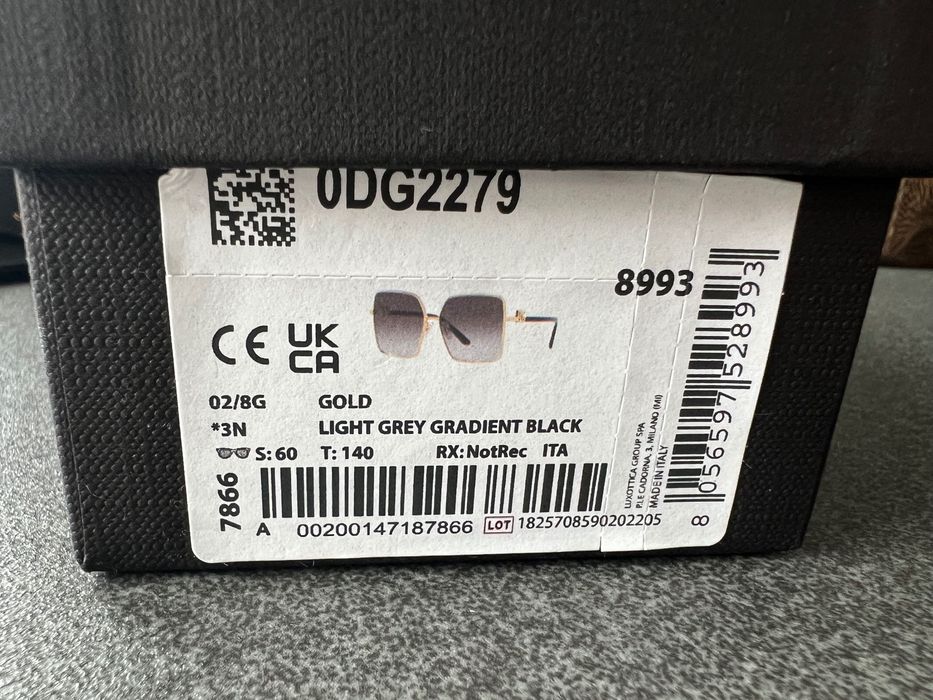 0DG2279
8993
CE UK
CA
02/8G GOLD
*3N LIGHT GREY GRADIENT BLACK
S: 60 T: 140 RX: NotRec ITA
7866
A 00200147187866 LOT 1825708590202205
LUXOTTICA GROUP SPA
P.LE CADORNA, 3, MILANO (MI)
MADE IN ITALY
8 056597 528993